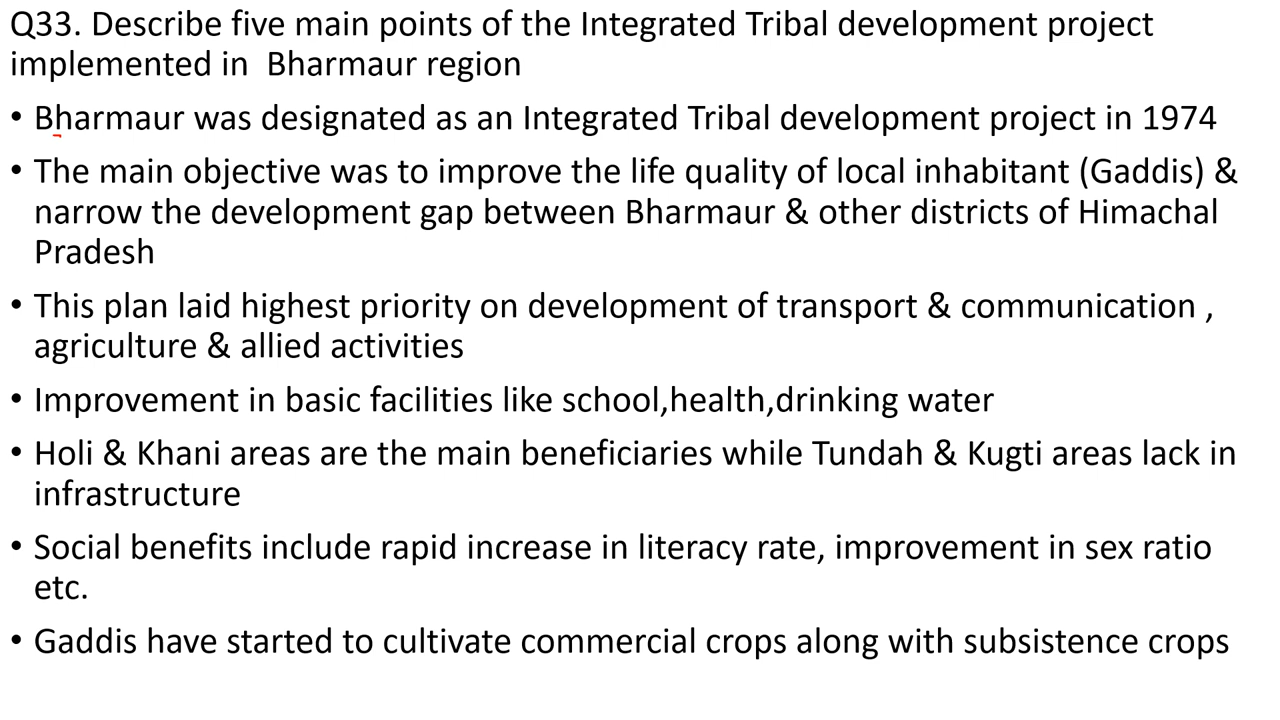 Q33. Describe five main points of the Integrated Tribal development project
implemented in  Bharmaur region
• Bharmaur was designated as an Integrated Tribal development project in 1974
• The main objective was to improve the life quality of local inhabitant (Gaddis) &
narrow the development gap between Bharmaur & other districts of Himachal
Pradesh
• This plan laid highest priority on development of transport & communication ,
agriculture & allied activities
• Improvement in basic facilities like school,health,drinking water
• Holi & Khani areas are the main beneficiaries while Tundah & Kugti areas lack in
infrastructure
• Social benefits include rapid increase in literacy rate, improvement in sex ratio
etc.
• Gaddis have started to cultivate commercial crops along with subsistence crops